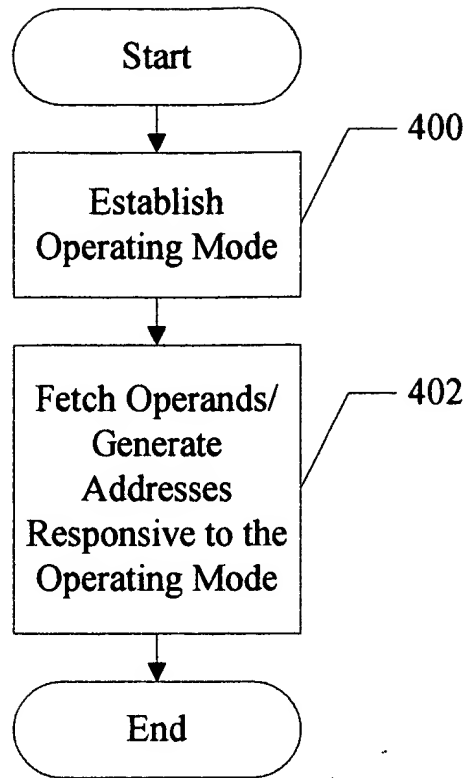 Start
400
Establish
Operating Mode
Fetch Operands/
402
Generate
Addresses
Responsive to the
Operating Mode
End